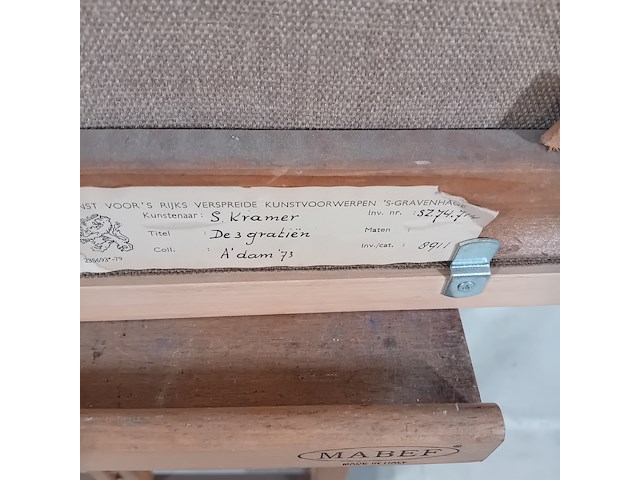 NST VOOR'S RIJKS VERSPREIDE KUNSTVOORWERPEN 'S-GRAVENHAGE
Kunstenaar : S. Kramer Inv. nr. :
Titel : De 3 gratiën Maten :
Coll. : A'dam '73 Inv./cat. :
MABEF
MADE IN ITALY